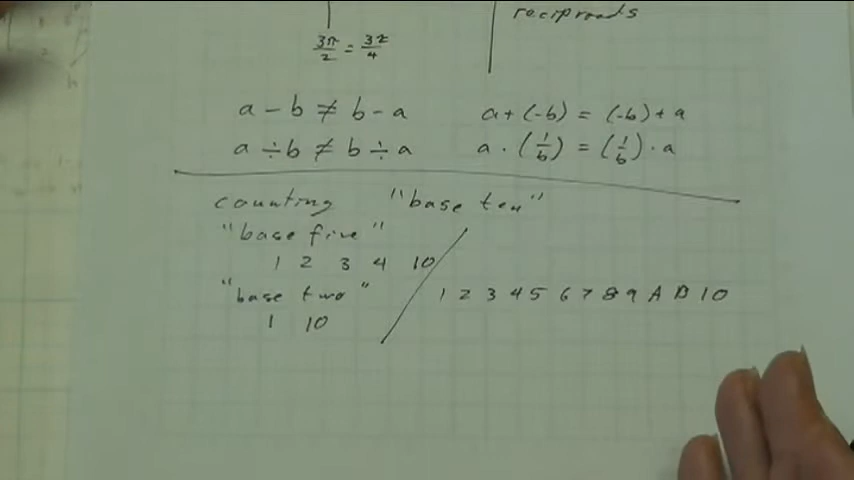 reciprocals
3π/2 = 3τ/4
a - b ≠ b - a
a + (-b) = (-b) + a
a ÷ b ≠ b ÷ a
a · (1/b) = (1/b) · a
counting "base ten"
"base five"
1 2 3 4 10
"base two"
1 2 3 4 5 6 7 8 9 A B 10
1 10